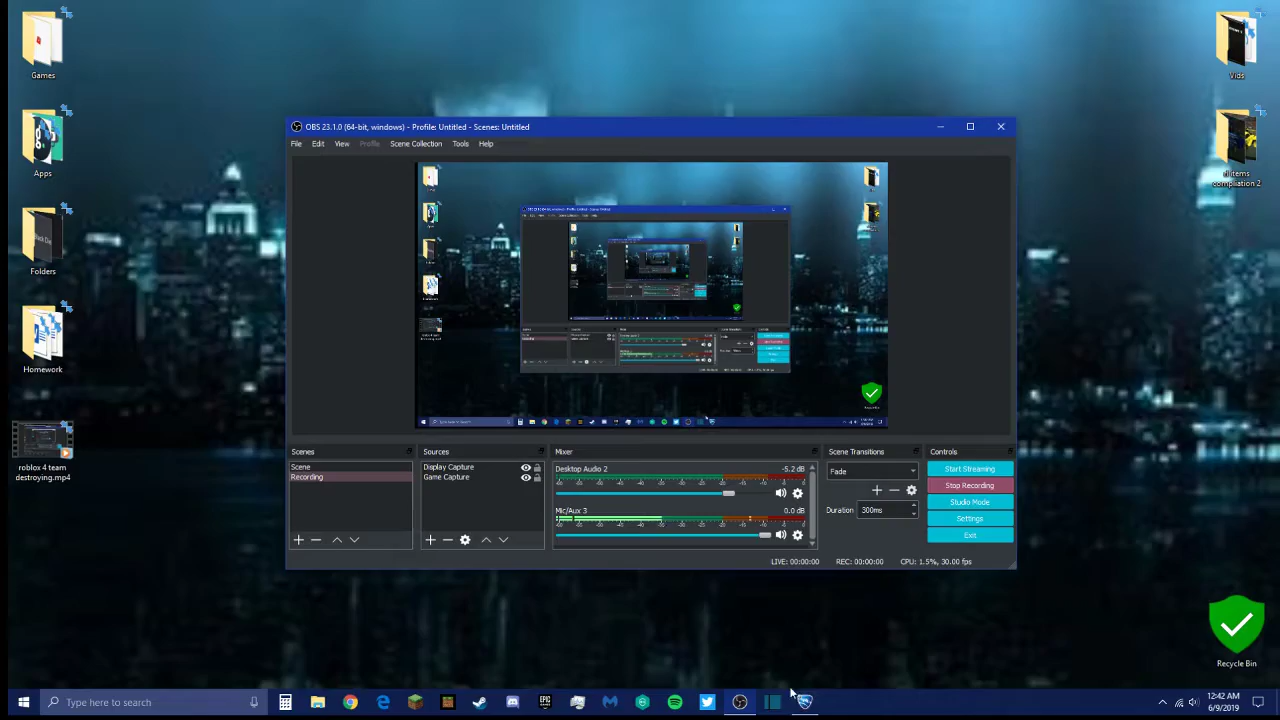 Games
Apps
Folders
Homework
roblox 4 team
destroying.mp4
Vids
Recycle Bin
OBS 23.1.0 (64-bit, windows) - Profile: Untitled - Scenes: Untitled
File Edit View Profile Scene Collection Tools Help
Scenes
Scene
Recording
Sources
Display Capture
Game Capture
Mixer
Desktop Audio 2 -5.2 dB
Mic/Aux 3 0.0 dB
Scene Transitions
Fade
Duration 300ms
Controls
Start Streaming
Stop Recording
Studio Mode
Settings
Exit
LIVE: 00:00:00 REC: 00:00:00 CPU: 1.5%, 30.00 fps
Type here to search
EPIC
12:42 AM
6/9/2019